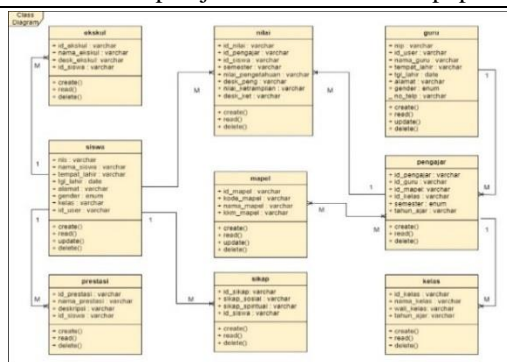 Class
Diagram
ekskul
+ id_ekskul : varchar
+ nama_ekskul : varchar
+ desk_ekskul : varchar
+ id_siswa : varchar
+ create()
+ read()
+ delete()
nilai
+ id_nilai : varchar
+ id_pengajar : varchar
+ id_siswa : varchar
+ semester : varchar
+ nilai_pengetahuan : varchar
+ desk_peng : varchar
+ nilai_ketrampilan : varchar
+ desk_ket : varchar
+ create()
+ read()
+ delete()
guru
+ nip : varchar
+ id_user : varchar
+ nama_guru : varchar
+ tempat_lahir : varchar
+ tgl_lahir : date
+ alamat : varchar
+ gender : enum
_ no_telp : varchar
+ create()
+ read()
+ update()
+ delete()
M
M
M
1
siswa
+ nis : varchar
+ nama_siswa : varchar
+ tempat_lahir : varchar
+ tgl_lahir : date
+ alamat : varchar
+ gender : enum
+ kelas : varchar
+ id_user : varchar
+ create()
+ read()
+ update()
+ delete()
mapel
+ id_mapel : varchar
+ kode_mapel : varchar
+ nama_mapel : varchar
+ kkm_mapel : varchar
+ create()
+ read()
+ update()
+ delete()
pengajar
+ id_pengajar : varchar
+ id_guru : varchar
+ id_mapel : varchar
+ id_kelas : varchar
+ semester : enum
+ tahun_ajar : varchar
+ create()
+ read()
+ delete()
1
1
M
M
M
1
1
1
prestasi
+ id_prestasi : varchar
+ nama_prestasi : varchar
+ deskripsi : varchar
+ id_siswa : varchar
+ create()
+ read()
+ delete()
sikap
+ id_sikap : varchar
+ sikap_sosial : varchar
+ sikap_spiritual : varchar
+ id_siswa : varchar
+ create()
+ read()
+ delete()
kelas
+ id_kelas : varchar
+ nama_kelas : varchar
+ wali_kelas : varchar
+ tahun_ajar : varchar
+ create()
+ read()
+ delete()
M
M
M